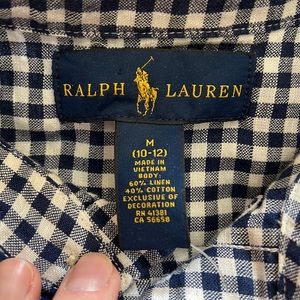 RALPH LAUREN
M
(10-12)
MADE IN
VIETNAM
BODY:
60% LINEN
40% COTTON
EXCLUSIVE OF
DECORATION
RN 41381
CA 56658